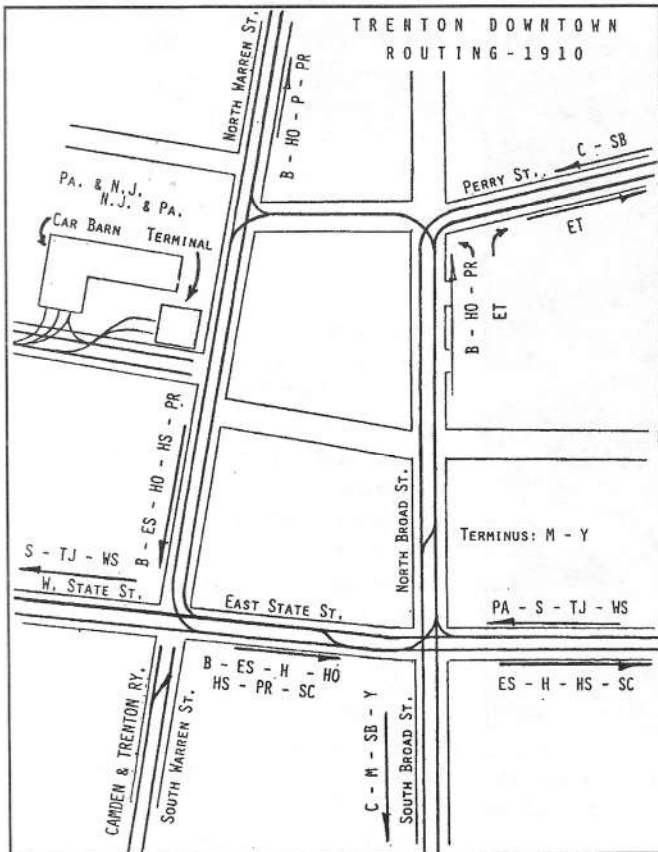 TRENTON DOWNTOWN
ROUTING-1910
NORTH WARREN ST.
B - HO - P - PR
C - SB
PERRY ST.
ET
PA. & N.J.
N.J. & PA.
CAR BARN
TERMINAL
B - HO - PR
ET
B - ES - HO - HS - PR
NORTH BROAD ST.
TERMINUS: M - Y
S - TJ - WS
W. STATE ST.
EAST STATE ST.
PA - S - TJ - WS
B - ES - H - HO
HS - PR - SC
ES - H - HS - SC
CAMDEN & TRENTON RY.
SOUTH WARREN ST.
C - M - SB - Y
SOUTH BROAD ST.